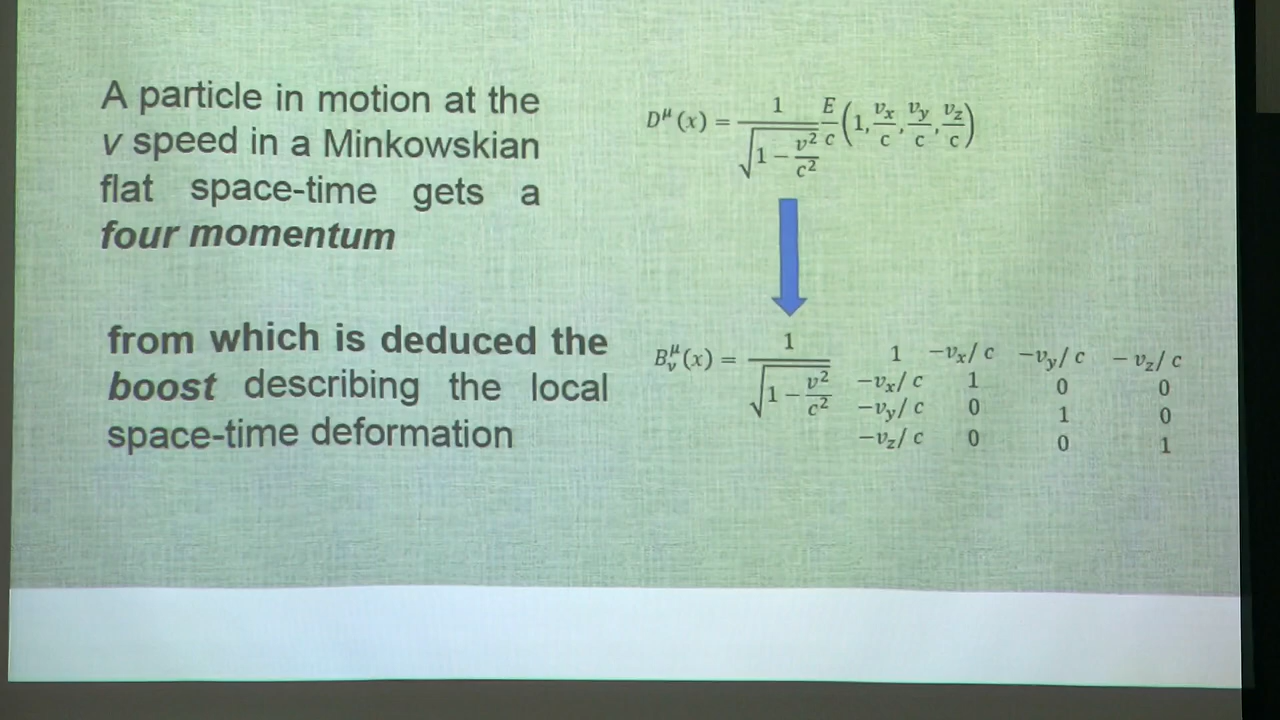 A particle in motion at the
v speed in a Minkowskian
flat space-time gets a
four momentum
D^μ(x) = 1/√(1 − v²/c²) E/c (1, v_x/c, v_y/c, v_z/c)
from which is deduced the
boost describing the local
space-time deformation
B^μ_ν(x) = 1/√(1 − v²/c²)
1 −v_x/c −v_y/c −v_z/c
−v_x/c 1 0 0
−v_y/c 0 1 0
−v_z/c 0 0 1